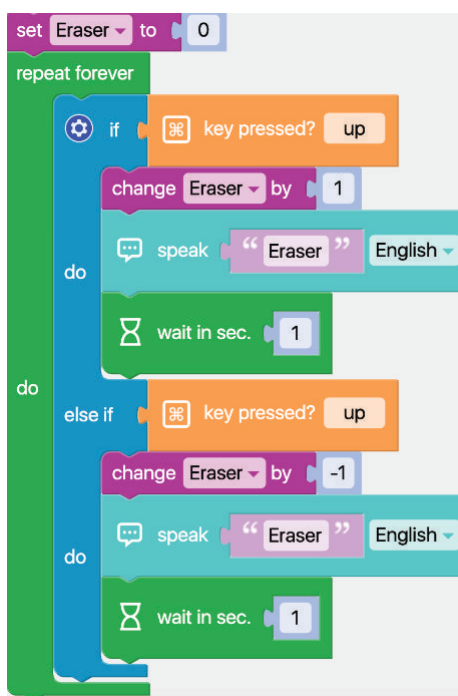 set Eraser to 0
repeat forever
if ⌘ key pressed? up
change Eraser by 1
speak “ Eraser ” English
do
wait in sec. 1
do
else if ⌘ key pressed? up
change Eraser by -1
speak “ Eraser ” English
do
wait in sec. 1